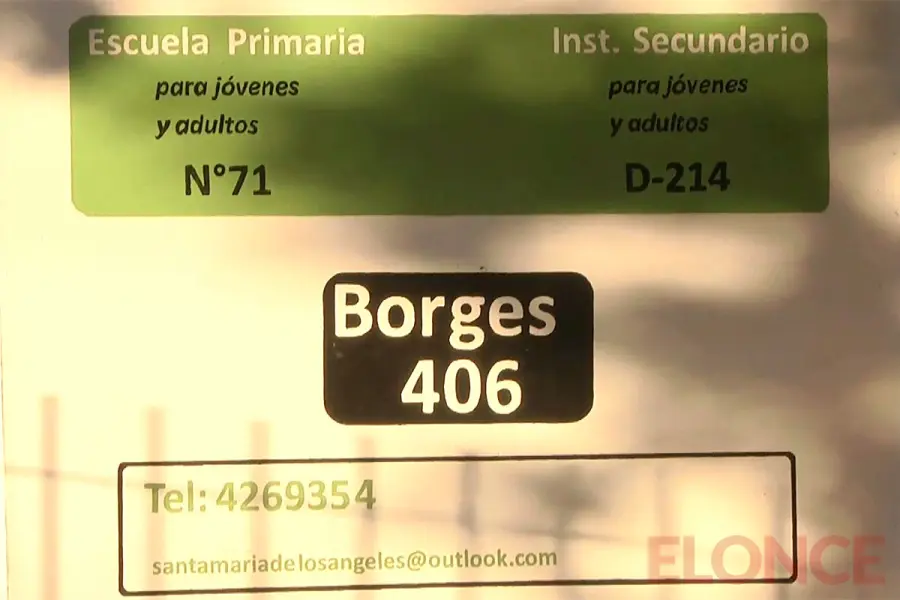 Escuela Primaria
para jóvenes
y adultos
N°71
Inst. Secundario
para jóvenes
y adultos
D-214
Borges
406
Tel: 4269354
santamariadelosangeles@outlook.com
ELONCE